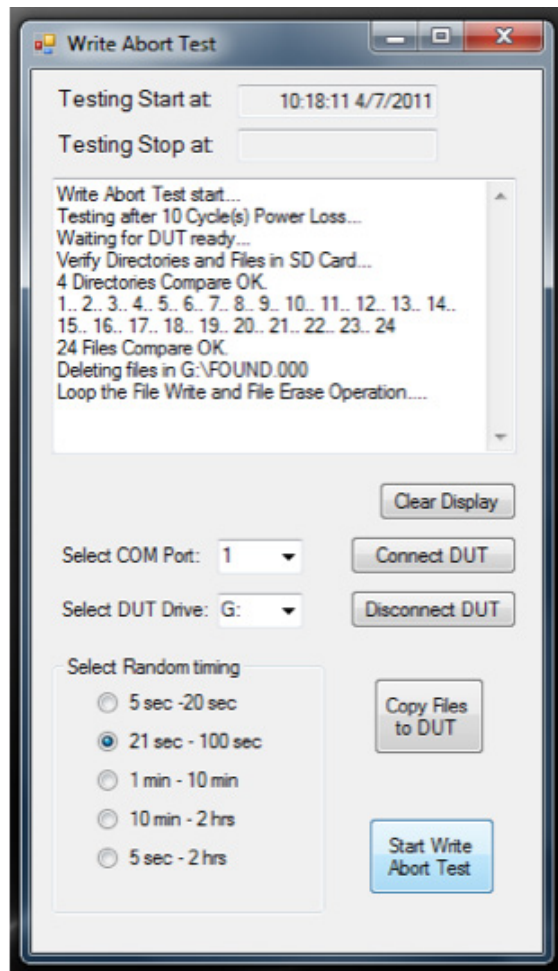 Write Abort Test
Testing Start at: 10:18:11 4/7/2011
Testing Stop at:
Write Abort Test start...
Testing after 10 Cycle(s) Power Loss...
Waiting for DUT ready...
Verify Directories and Files in SD Card...
4 Directories Compare OK.
1.. 2.. 3.. 4.. 5.. 6.. 7.. 8.. 9.. 10.. 11.. 12.. 13.. 14..
15.. 16.. 17.. 18.. 19.. 20.. 21.. 22.. 23.. 24
24 Files Compare OK.
Deleting files in G:\FOUND.000
Loop the File Write and File Erase Operation....
Clear Display
Select COM Port: 1
Connect DUT
Select DUT Drive: G:
Disconnect DUT
Select Random timing
5 sec -20 sec
21 sec - 100 sec
1 min - 10 min
10 min - 2 hrs
5 sec - 2 hrs
Copy Files
to DUT
Start Write
Abort Test